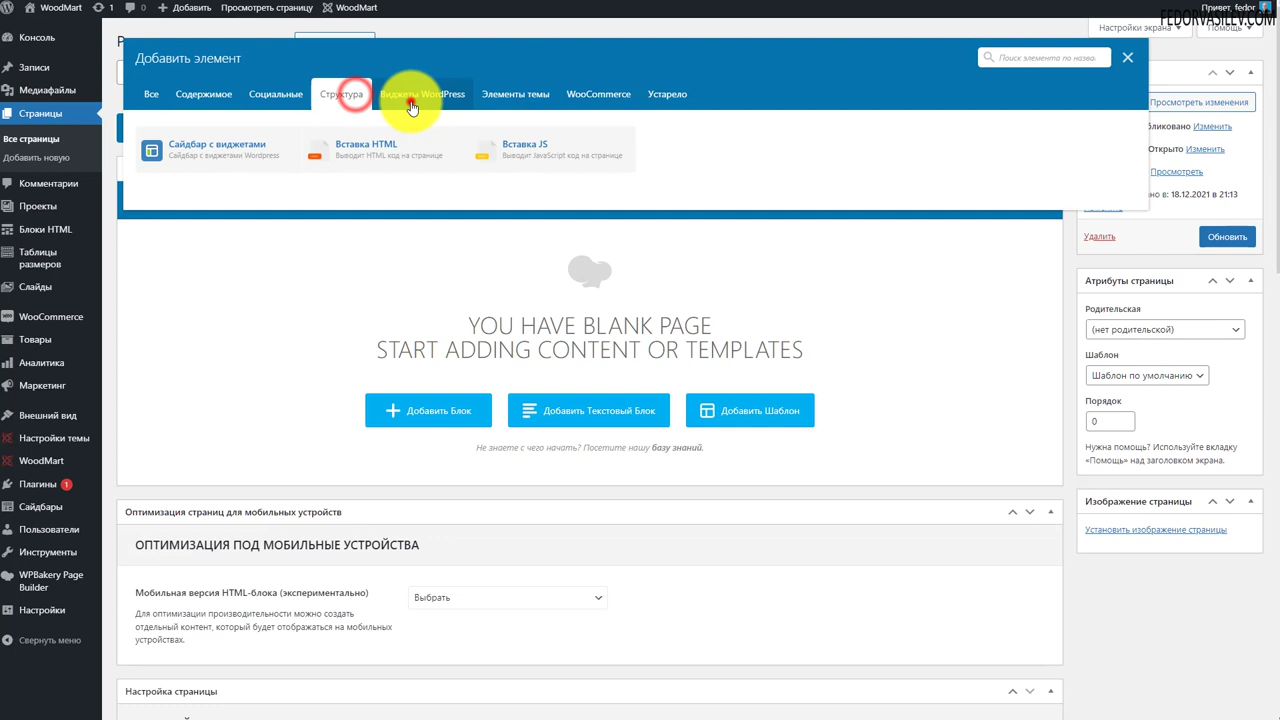 WoodMart
1
0
Добавить
Страницу просмотреть
WoodMart
Привет, fedor
FEDORVASILEV.COM
Консоль
Записи
Медиафайлы
Страницы
Все страницы
Добавить новую
Комментарии
Проекты
Блоки HTML
Таблицы
размеров
Слайды
WooCommerce
Товары
Аналитика
Маркетинг
Внешний вид
Настройки темы
WoodMart
Плагины 1
Сайдбары
Пользователи
Инструменты
WPBakery Page
Builder
Настройки
Свернуть меню
Настройки экрана
Помощь
Добавить элемент
Поиск элемента по назва
Все
Содержимое
Социальные
Структура
Виджеты WordPress
Элементы темы
WooCommerce
Устарело
Сайдбар с виджетами
Сайдбар с виджетами Wordpress
Вставка HTML
Выводит HTML код на странице
Вставка JS
Выводит JavaScript код на странице
YOU HAVE BLANK PAGE
START ADDING CONTENT OR TEMPLATES
Добавить Блок
Добавить Текстовый Блок
Добавить Шаблон
Не знаете с чего начать? Посетите нашу базу знаний.
Оптимизация страниц для мобильных устройств
ОПТИМИЗАЦИЯ ПОД МОБИЛЬНЫЕ УСТРОЙСТВА
Мобильная версия HTML-блока (экспериментально)
Выбрать
Для оптимизации производительности можно создать
отдельный контент, который будет отображаться на мобильных
устройствах.
Настройка страницы
Просмотреть изменения
бликовано Изменить
Открыто Изменить
Просмотреть
но в: 18.12.2021 в 21:13
Удалить
Обновить
Атрибуты страницы
Родительская
(нет родительской)
Шаблон
Шаблон по умолчанию
Порядок
0
Нужна помощь? Используйте вкладку
«Помощь» над заголовком экрана.
Изображение страницы
Установить изображение страницы